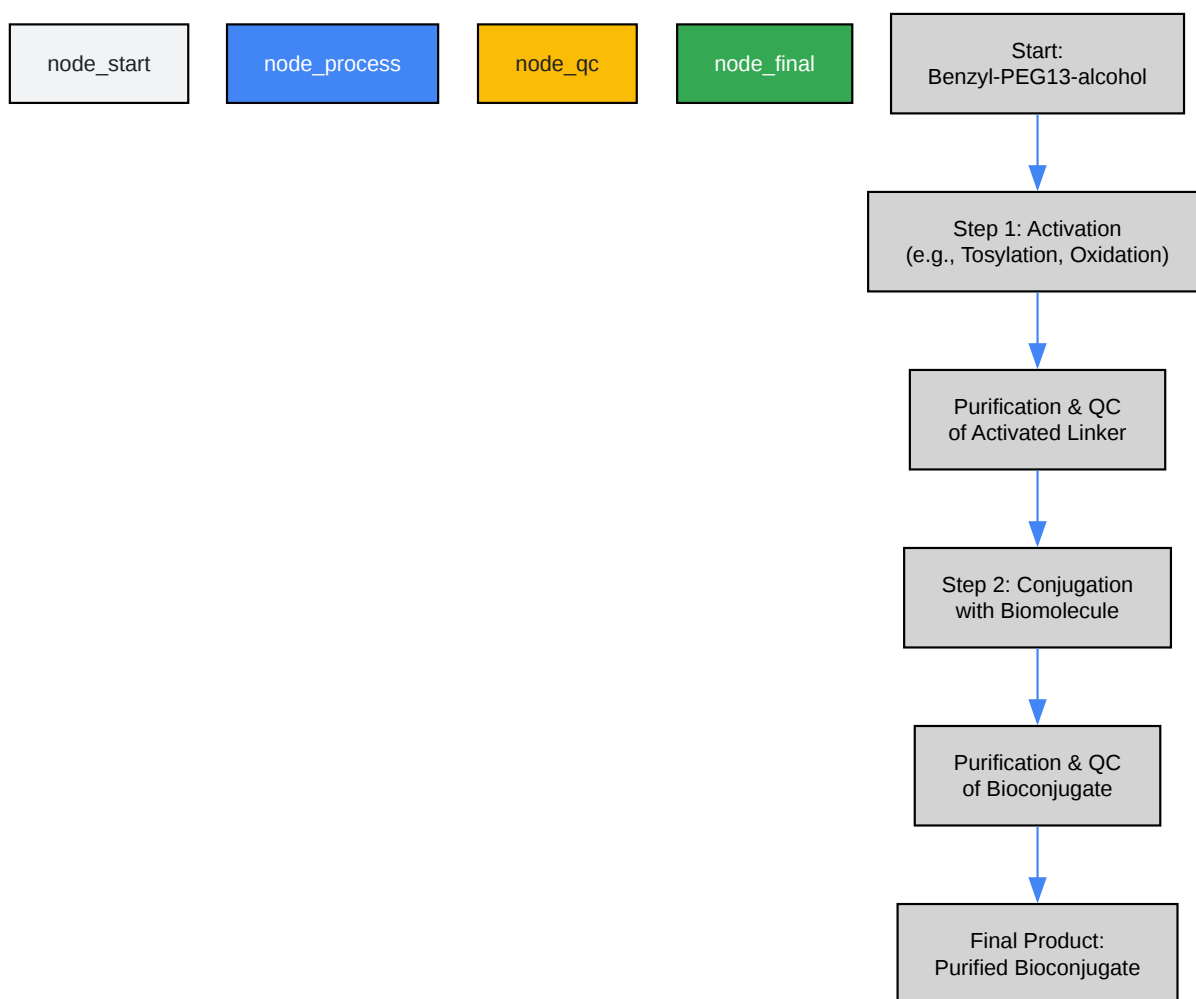 node_start
node_process
node_qc
node_final
Start:
Benzyl-PEG13-alcohol
Step 1: Activation
(e.g., Tosylation, Oxidation)
Purification & QC
of Activated Linker
Step 2: Conjugation
with Biomolecule
Purification & QC
of Bioconjugate
Final Product:
Purified Bioconjugate